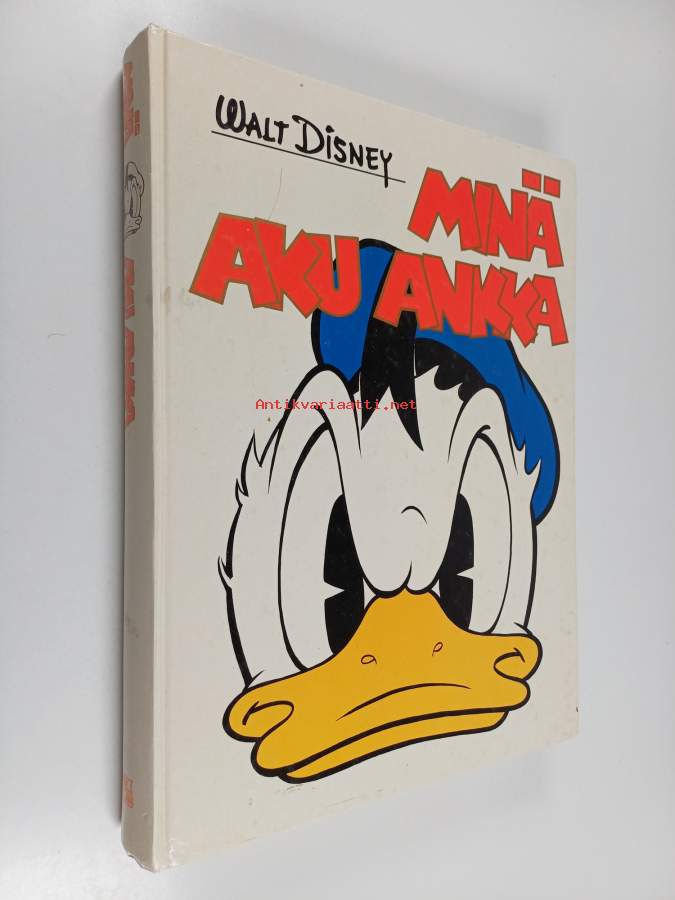 WALT DISNEY
MINÄ
AKU ANKKA
Antikvariaatti.net
MINÄ
AKU ANKKA